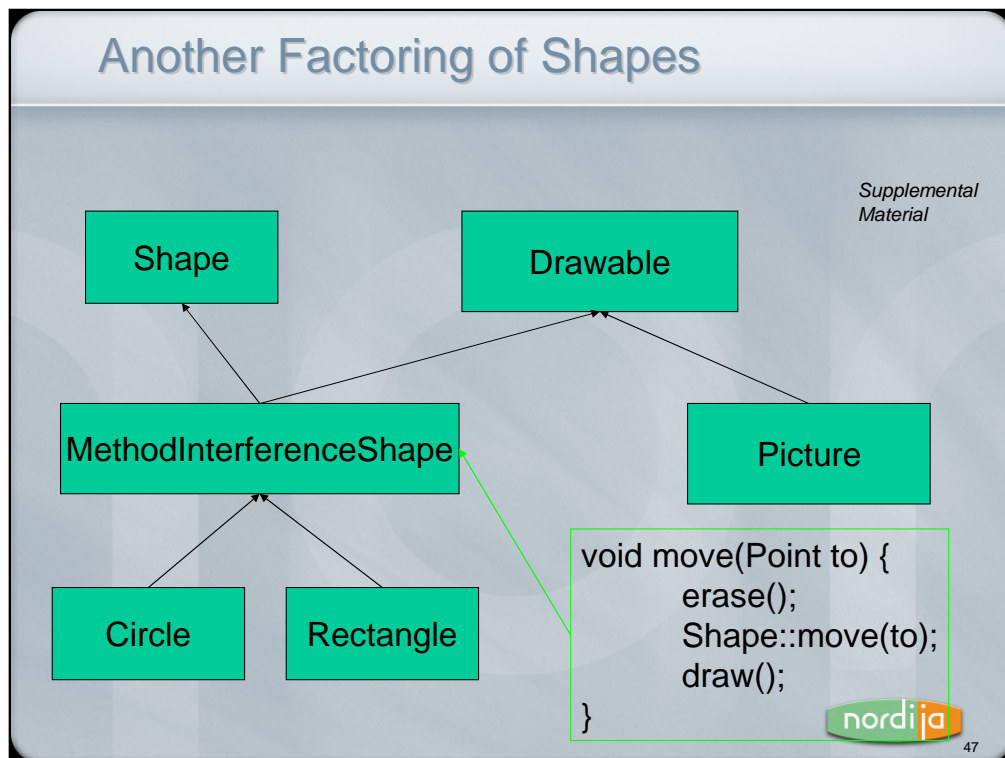 Another Factoring of Shapes
Supplemental
Material
Shape
Drawable
MethodInterferenceShape
Picture
Circle
Rectangle
void move(Point to) {
erase();
Shape::move(to);
draw();
}
nordija
47